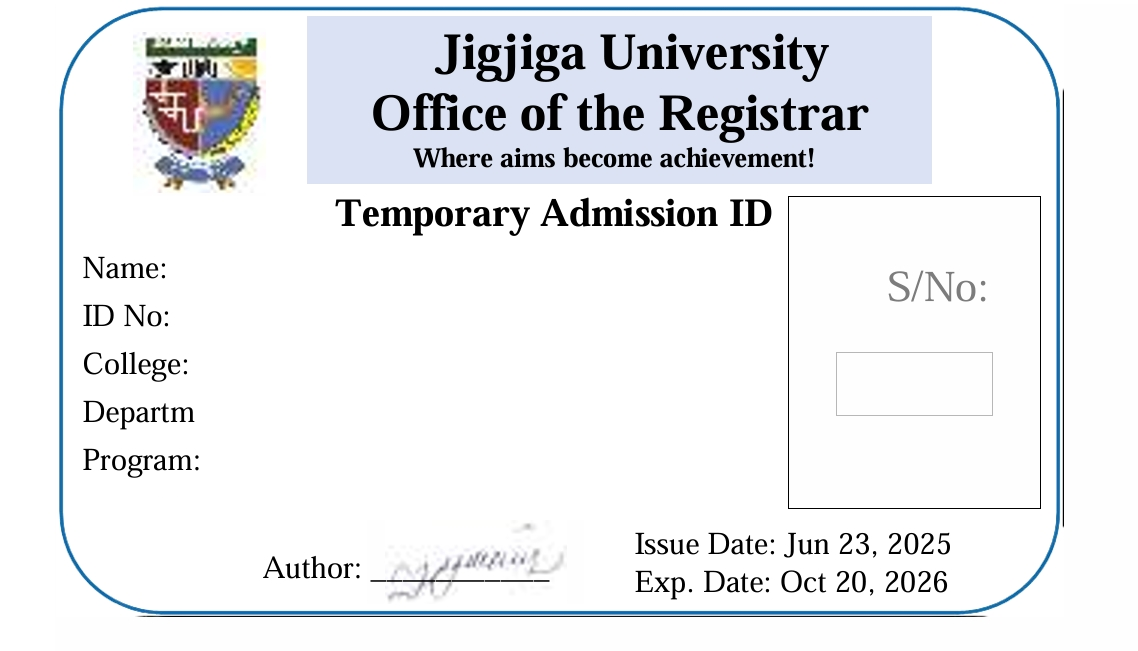 Jigjiga University
Office of the Registrar
Where aims become achievement!
Temporary Admission ID
S/No:
Name:
ID No:
College:
Departm
Program:
Author: ____________
Issue Date: Jun 23, 2025
Exp. Date: Oct 20, 2026